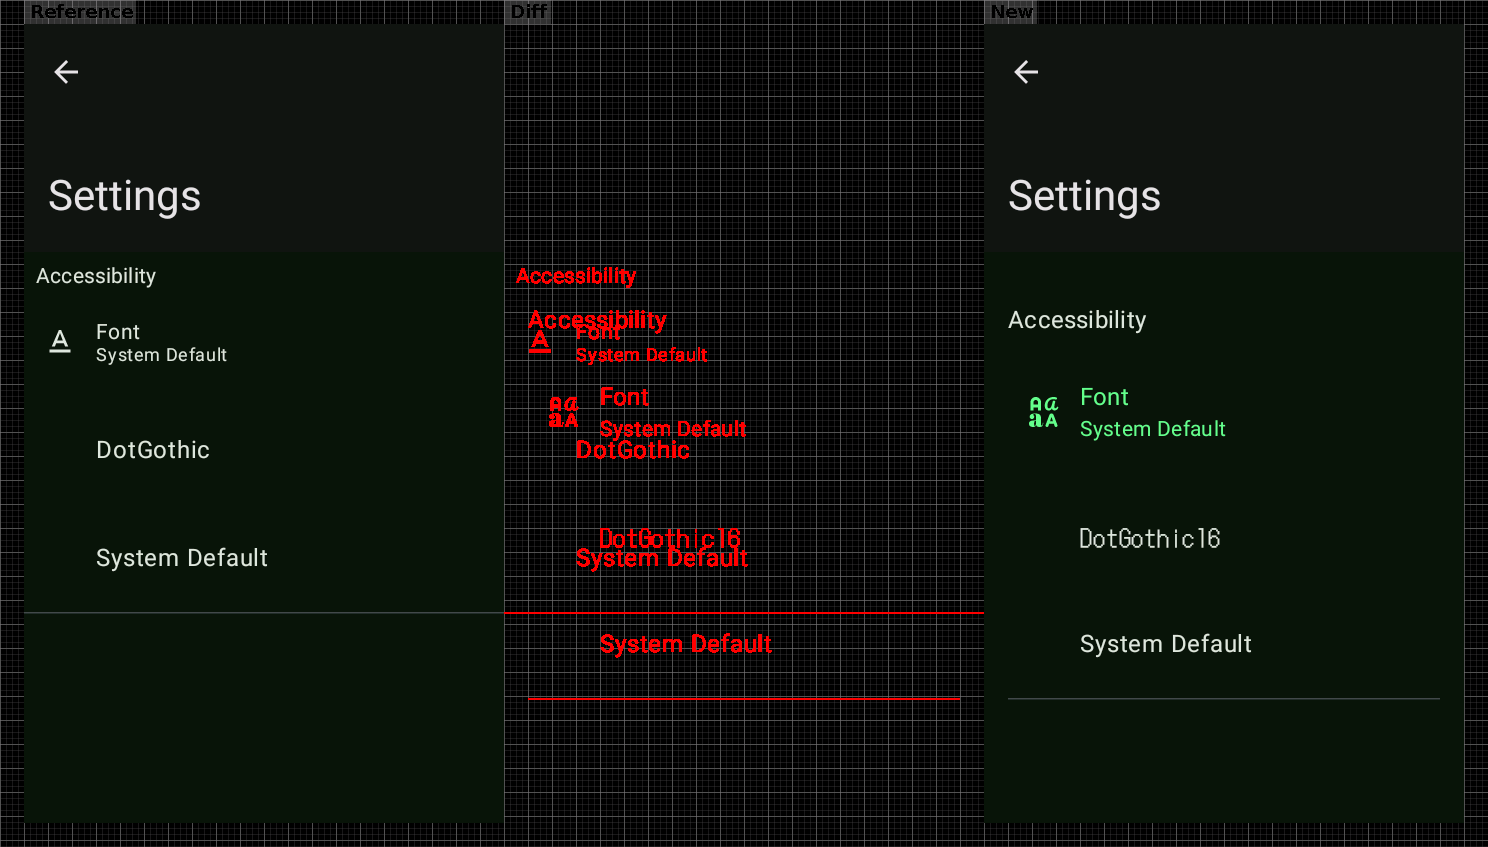 Reference
Settings
Accessibility
Font
System Default
DotGothic
System Default
Diff
Accessibility
Accessibility
Font
System Default
Font
System Default
DotGothic
DotGothic16
System Default
System Default
New
Settings
Accessibility
Font
System Default
DotGothic16
System Default